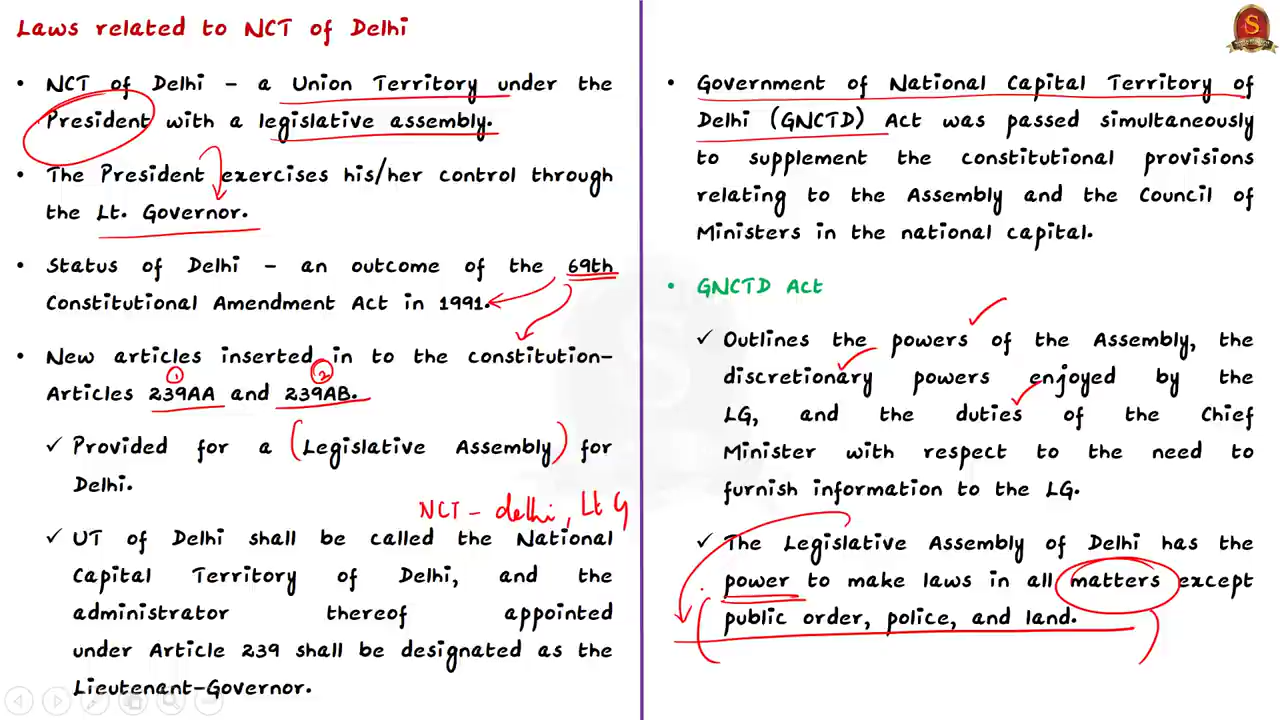 Laws related to NCT of Delhi
• NCT of Delhi – a Union Territory under the
President with a legislative assembly.
• The President exercises his/her control through
the Lt. Governor.
• Status of Delhi – an outcome of the 69th
Constitutional Amendment Act in 1991.
• New articles inserted in to the constitution–
1 2
Articles 239AA and 239AB.
✓ Provided for a (Legislative Assembly) for
Delhi.
NCT – delhi, Lt G
✓ UT of Delhi shall be called the National
Capital Territory of Delhi, and the
administrator thereof appointed
under Article 239 shall be designated as the
Lieutenant-Governor.
S
• Government of National Capital Territory of
Delhi (GNCTD) Act was passed simultaneously
to supplement the constitutional provisions
relating to the Assembly and the Council of
Ministers in the national capital.
• GNCTD Act
✓ Outlines the powers of the Assembly, the
discretionary powers enjoyed by the
LG, and the duties of the Chief
Minister with respect to the need to
furnish information to the LG.
✓ The Legislative Assembly of Delhi has the
power to make laws in all matters except
public order, police, and land.